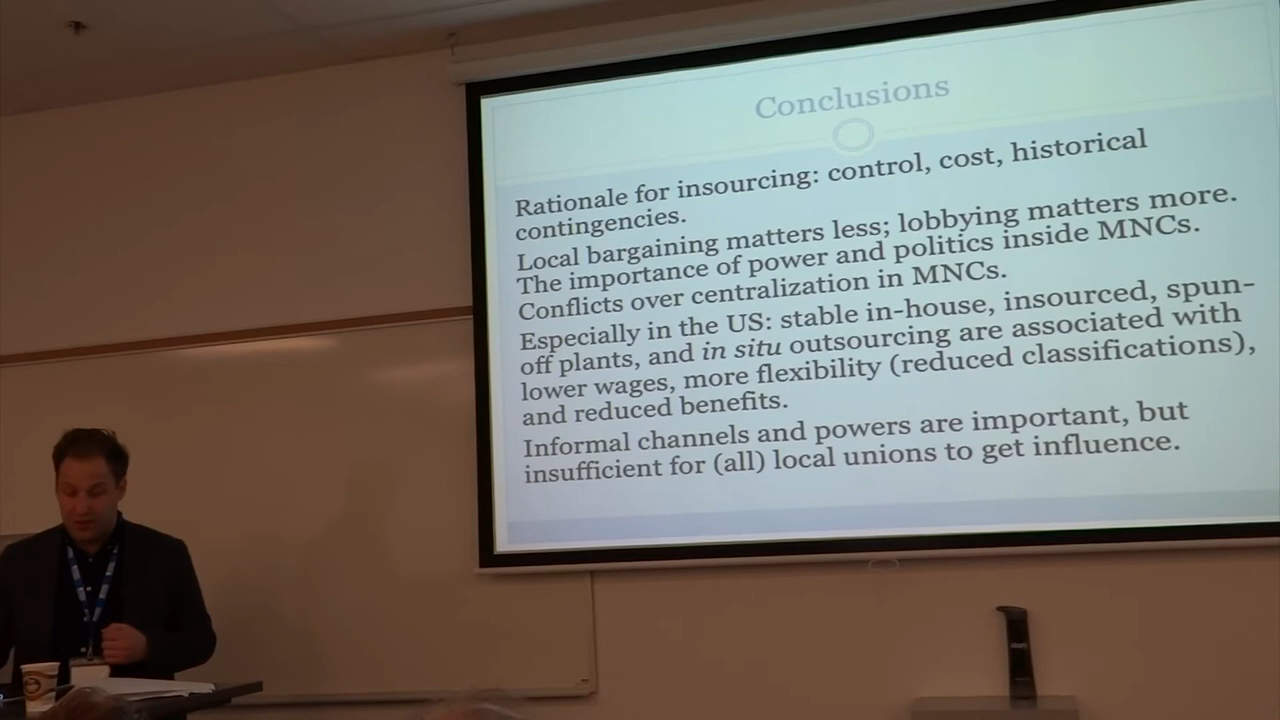 Conclusions
Rationale for insourcing: control, cost, historical
contingencies.
Local bargaining matters less; lobbying matters more.
The importance of power and politics inside MNCs.
Conflicts over centralization in MNCs.
Especially in the US: stable in-house, insourced, spun-
off plants, and in situ outsourcing are associated with
lower wages, more flexibility (reduced classifications),
and reduced benefits.
Informal channels and powers are important, but
insufficient for (all) local unions to get influence.